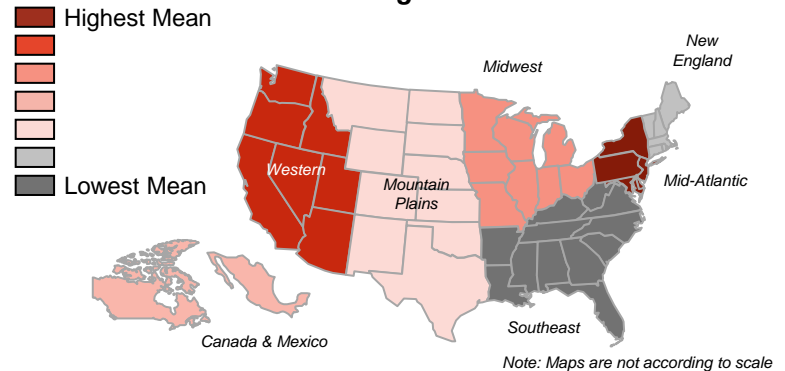 Highest Mean
Lowest Mean
New
England
Midwest
Western
Mountain
Plains
Mid-Atlantic
Southeast
Canada & Mexico
Note: Maps are not according to scale